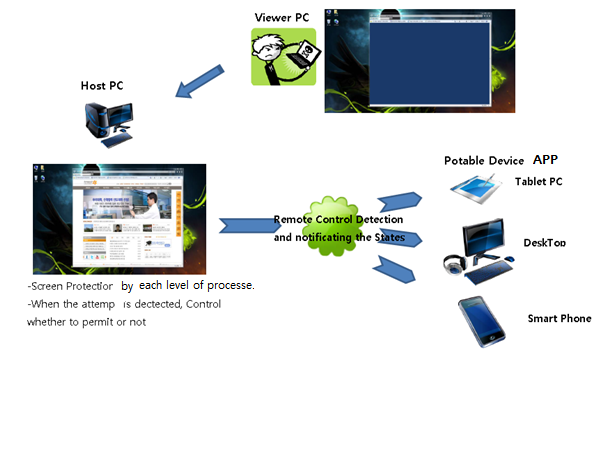 Viewer PC
Host PC
Potable Device APP
Tablet PC
Remote Control Detection
and notificating the States
DeskTop
-Screen Protection by each level of processe.
-When the attemp is dectected, Control
whether to permit or not
Smart Phone